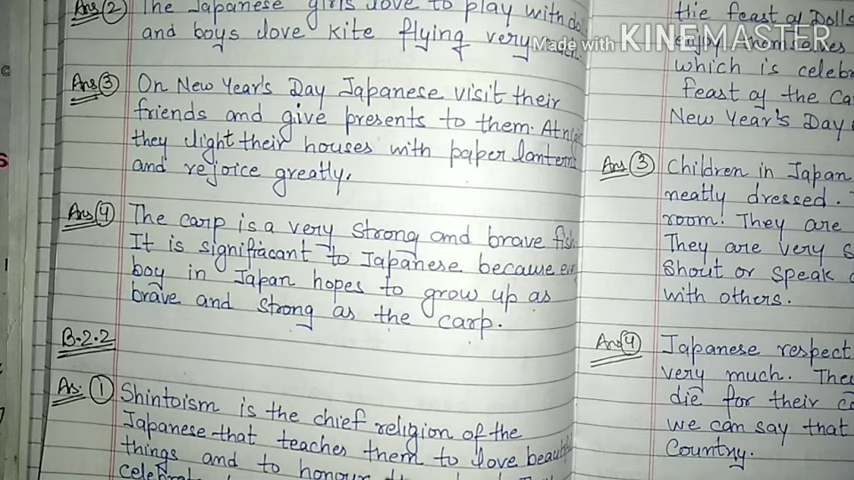 Ans 2 The Japanese girls love to play with
and boys love kite flying very
Ans 3 On New Year's Day Japanese visit their
friends and give presents to them. At
they light their houses with paper lantern
and rejoice greatly.
Ans 4 The carp is a very strong and brave fish
It is signifiacant to Japanese because
boy in Japan hopes to grow up as
brave and strong as the carp.
B.2.2
As. 1 Shintoism is the chief religion of the
Japanese that teaches them to love
things and to honour
the feast of Dolls
themselves
which is
feast of the
New Year's Day
Ans 3 Children in Japan
neatly dressed.
room. They are
They are very
Shout or speak
with others.
Ans 4 Japanese respect
very much.
die for their
we can say that
Country.
Made with KINEMASTER